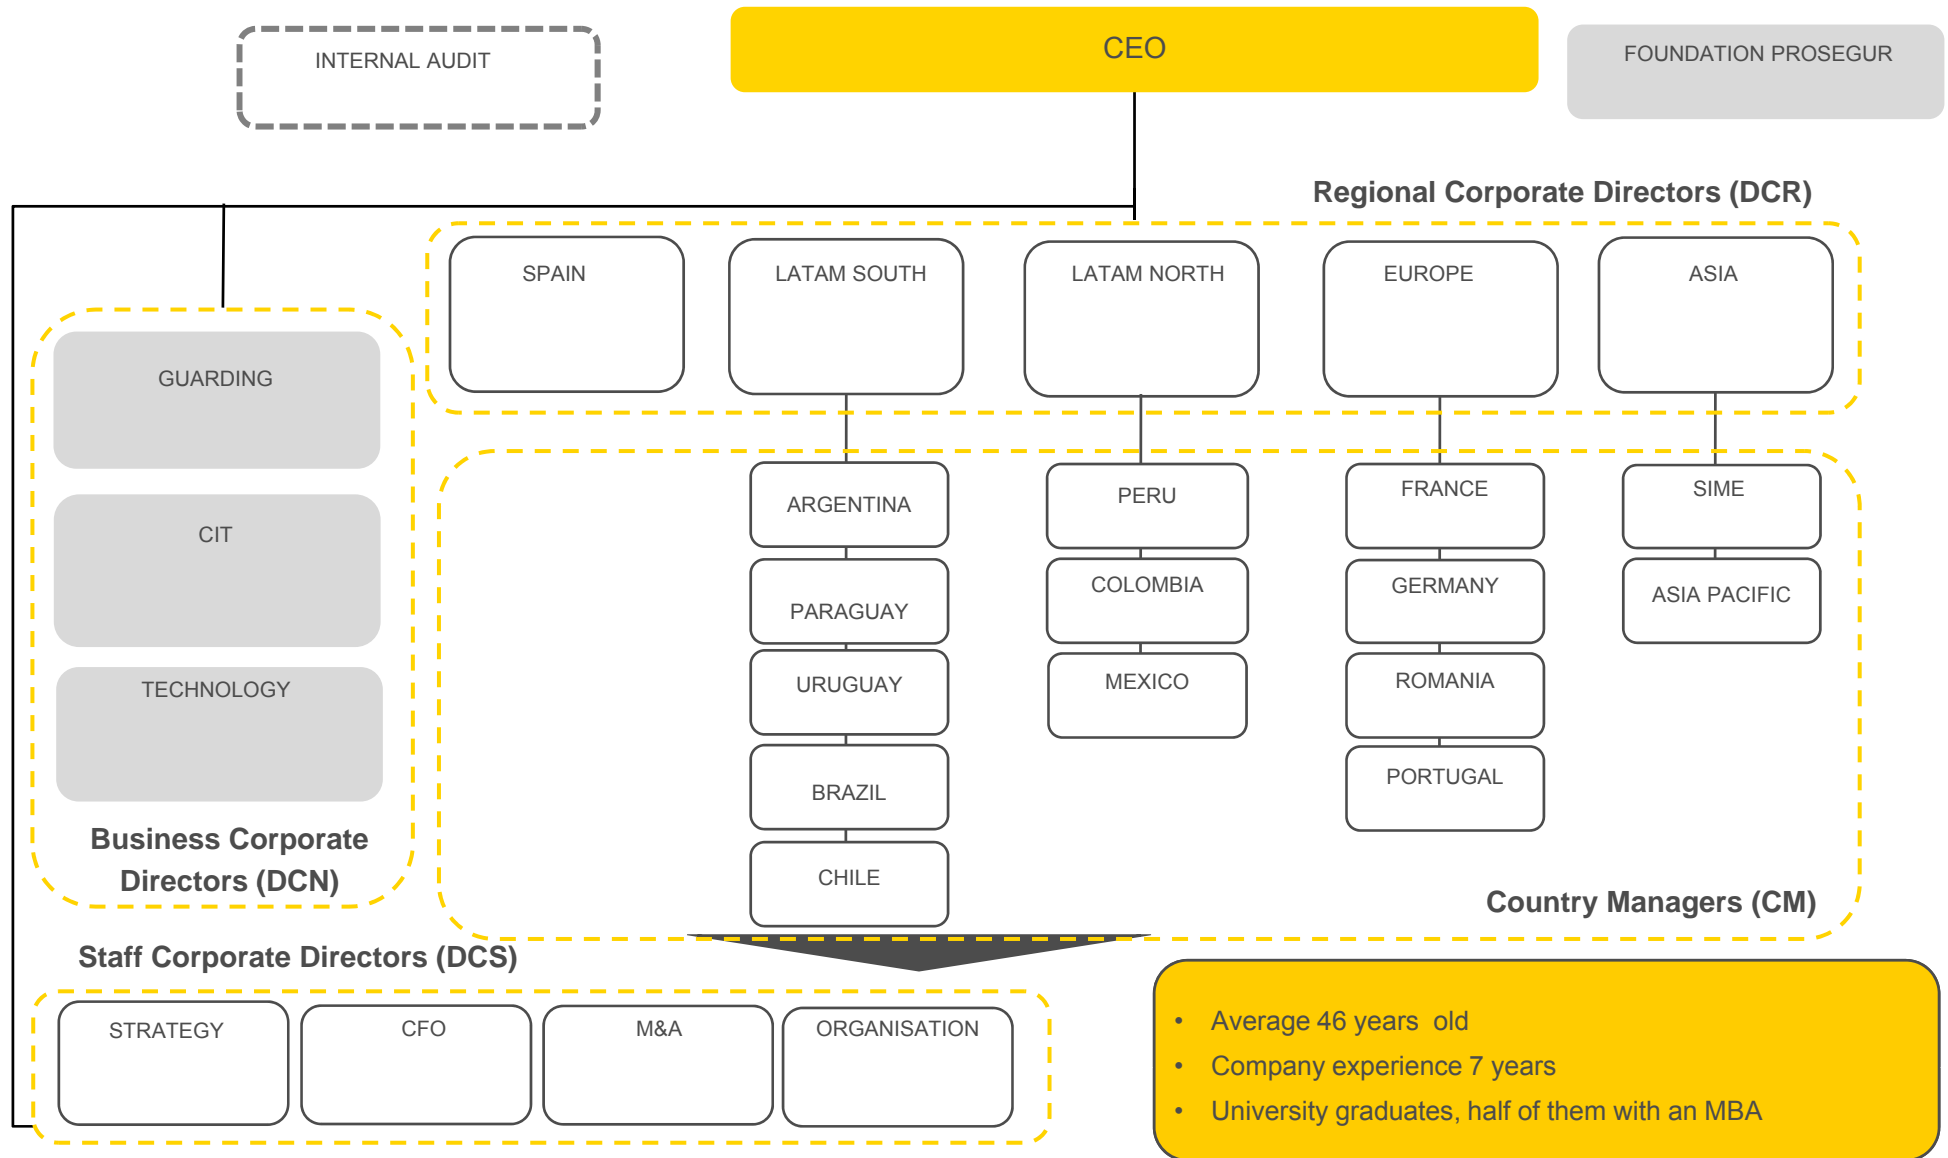 INTERNAL AUDIT
CEO
FOUNDATION PROSEGUR
Regional Corporate Directors (DCR)
SPAIN
LATAM SOUTH
LATAM NORTH
EUROPE
ASIA
GUARDING
CIT
TECHNOLOGY
Business Corporate
Directors (DCN)
ARGENTINA
PARAGUAY
URUGUAY
BRAZIL
CHILE
PERU
COLOMBIA
MEXICO
FRANCE
GERMANY
ROMANIA
PORTUGAL
SIME
ASIA PACIFIC
Country Managers (CM)
Staff Corporate Directors (DCS)
STRATEGY
CFO
M&A
ORGANISATION
• Average 46 years old
• Company experience 7 years
• University graduates, half of them with an MBA